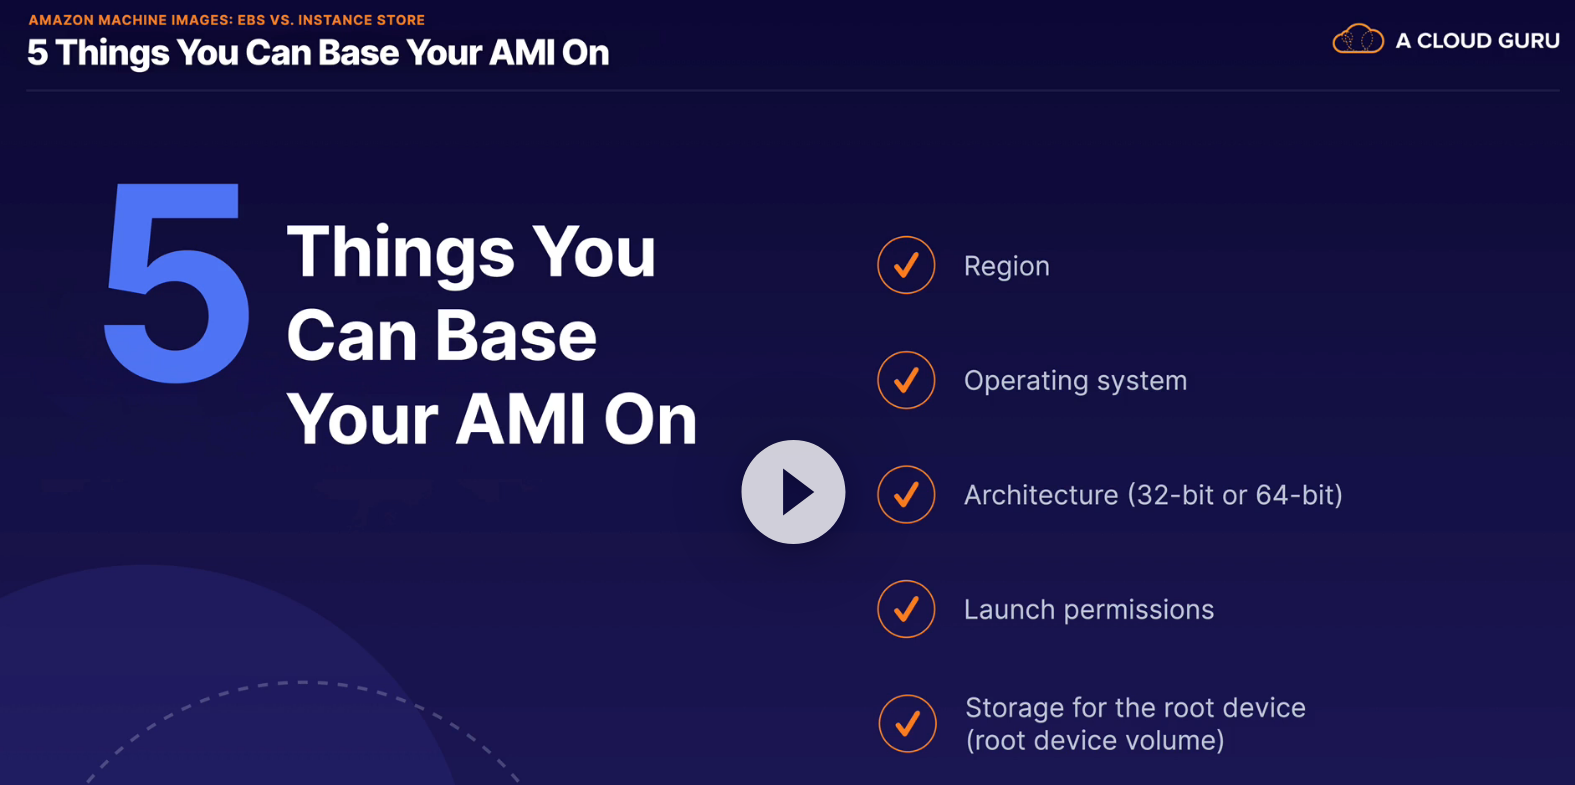 AMAZON MACHINE IMAGES: EBS VS. INSTANCE STORE
5 Things You Can Base Your AMI On
A CLOUD GURU
5
Things You
Can Base
Your AMI On
Region
Operating system
Architecture (32-bit or 64-bit)
Launch permissions
Storage for the root device
(root device volume)